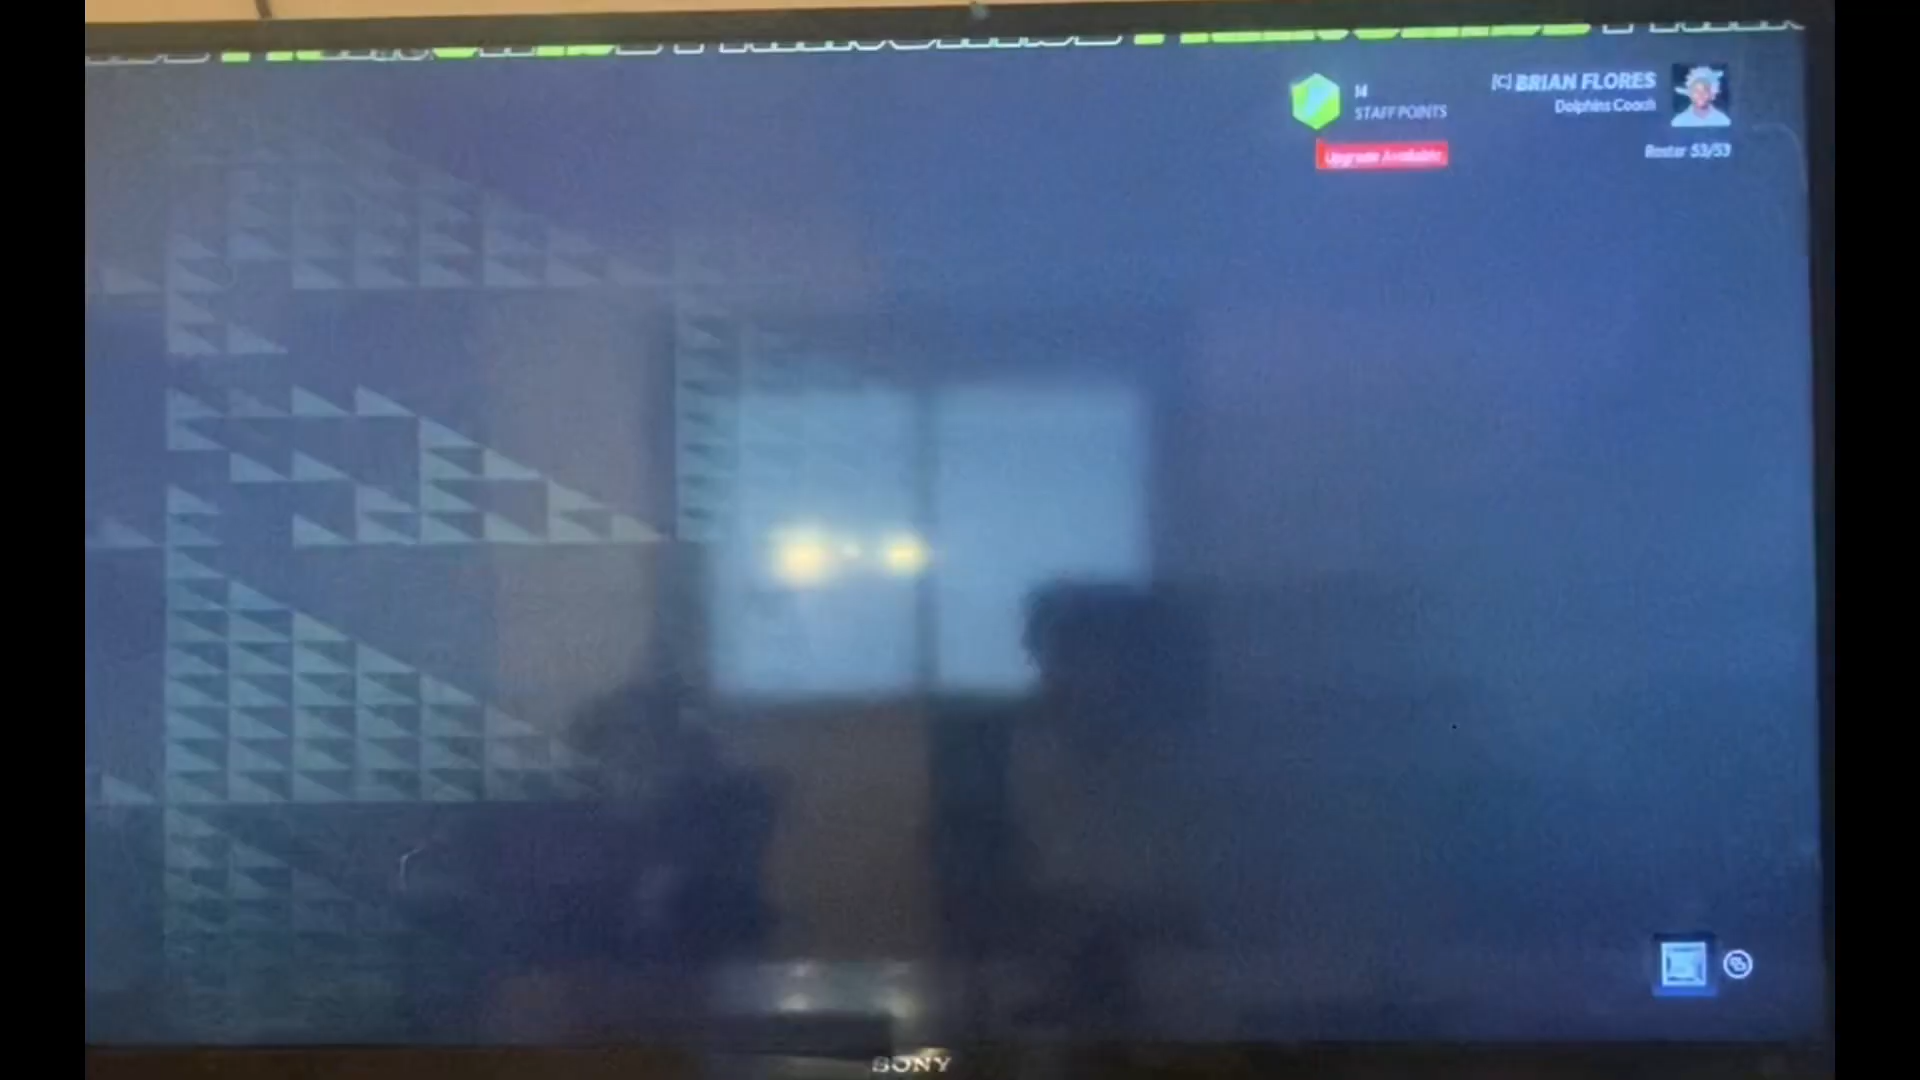 14
STAFF POINTS
[C] BRIAN FLORES
Dolphins Coach
Upgrade Available
Roster 53/53
SONY